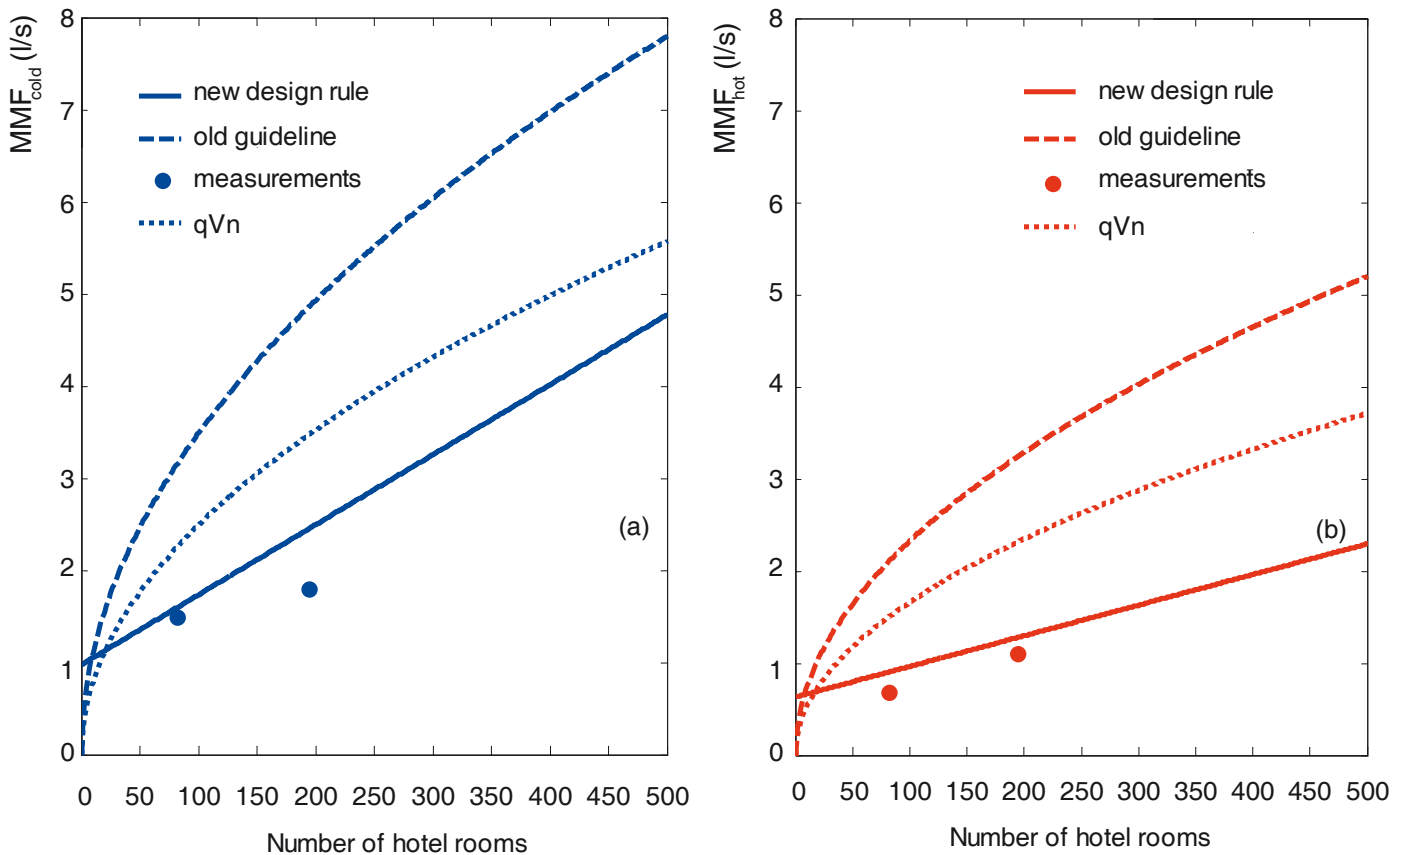 MMFcold (l/s)
8
7
6
5
4
3
2
1
0
new design rule
old guideline
measurements
qVn
(a)
0 50 100 150 200 250 300 350 400 450 500
Number of hotel rooms
MMFhot (l/s)
8
7
6
5
4
3
2
1
0
new design rule
old guideline
measurements
qVn
(b)
0 50 100 150 200 250 300 350 400 450 500
Number of hotel rooms